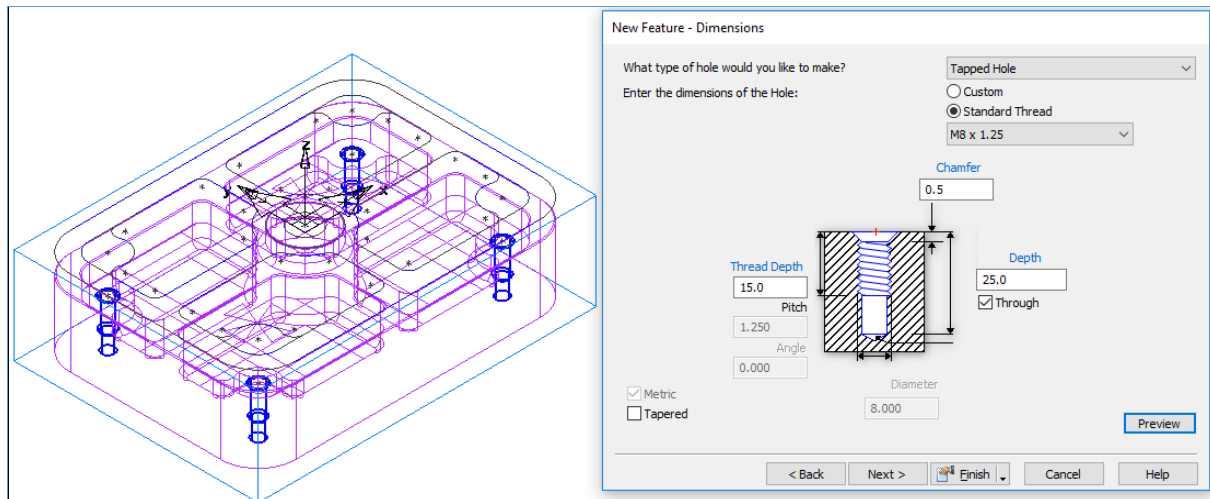 New Feature - Dimensions
What type of hole would you like to make?
Tapped Hole
Enter the dimensions of the Hole:
Custom
Standard Thread
M8 x 1.25
Chamfer
0.5
Thread Depth
15.0
Pitch
1.250
Angle
0.000
Depth
25.0
Through
Metric
Tapered
Diameter
8.000
Preview
< Back
Next >
Finish
Cancel
Help
z
y
x